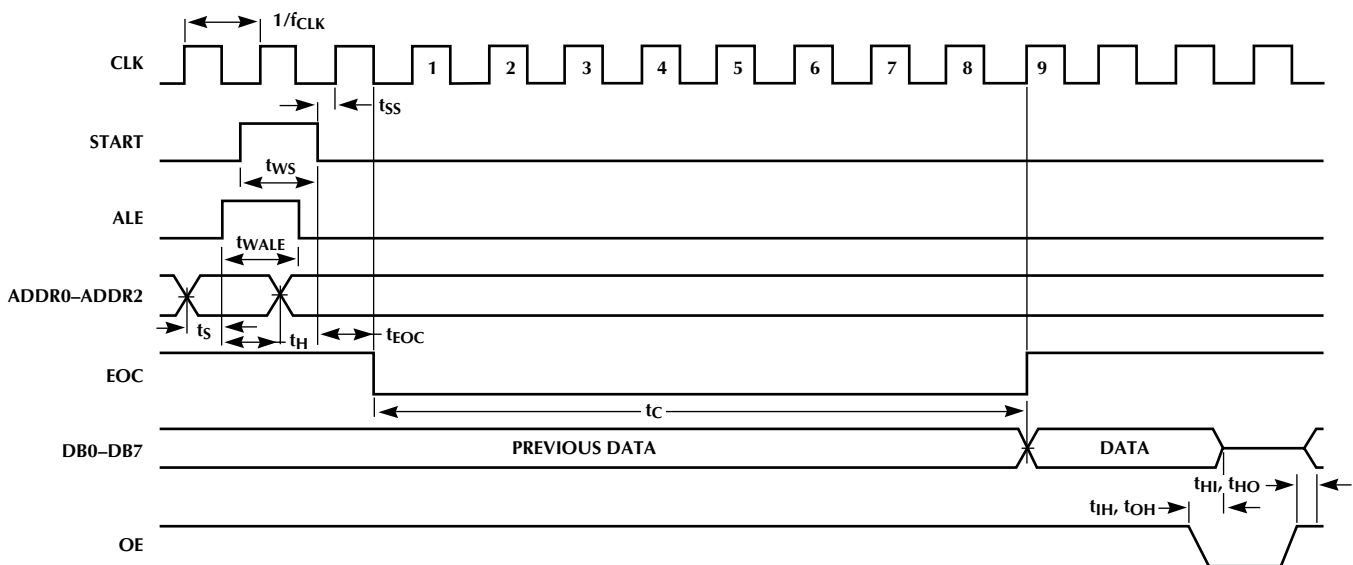 1/fCLK
CLK
1 2 3 4 5 6 7 8 9
tSS
START
tWS
ALE
tWALE
ADDR0–ADDR2
tS
tH
tEOC
EOC
tC
DB0–DB7
PREVIOUS DATA
DATA
tHI, tHO
tIH, tOH
OE